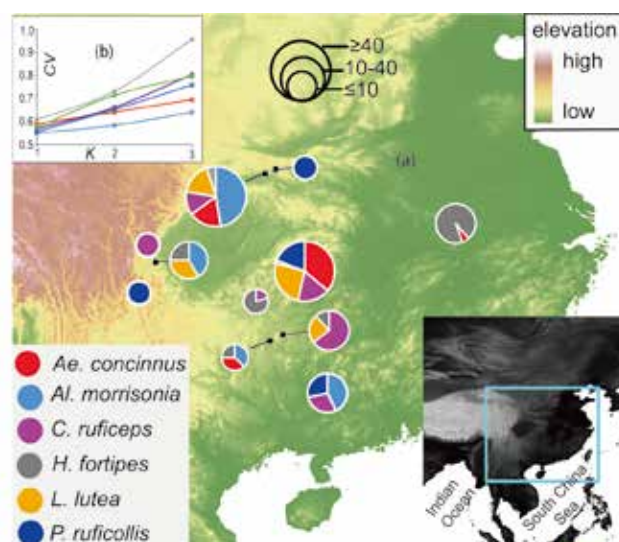 1.0
0.9
0.8
0.7
0.6
0.5
CV
(b)
1
K
2
3
≥40
10-40
≤10
elevation
high
low
(a)
Ae. concinnus
Al. morrisonia
C. ruficeps
H. fortipes
L. lutea
P. ruficollis
Indian
Ocean
South China
Sea